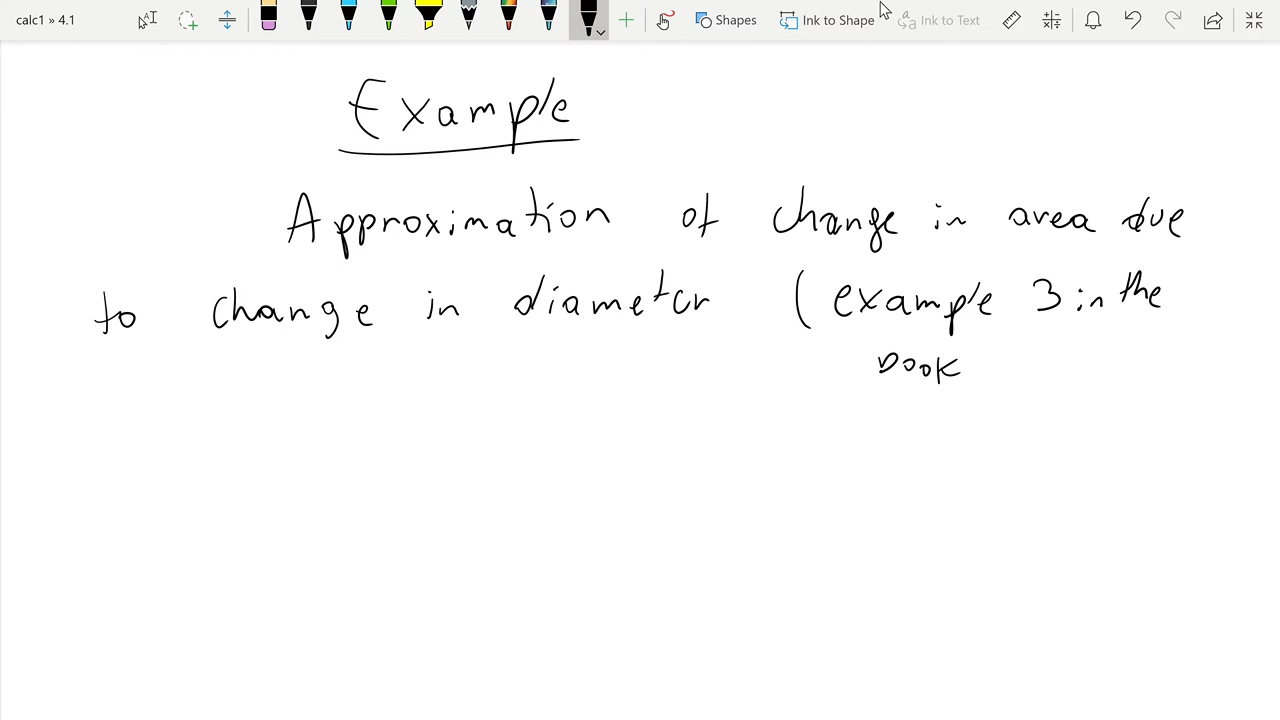 calc1 » 4.1 Shapes Ink to Shape Ink to Text
Example
Approximation of change in area due
to change in diameter (example 3 in the
book